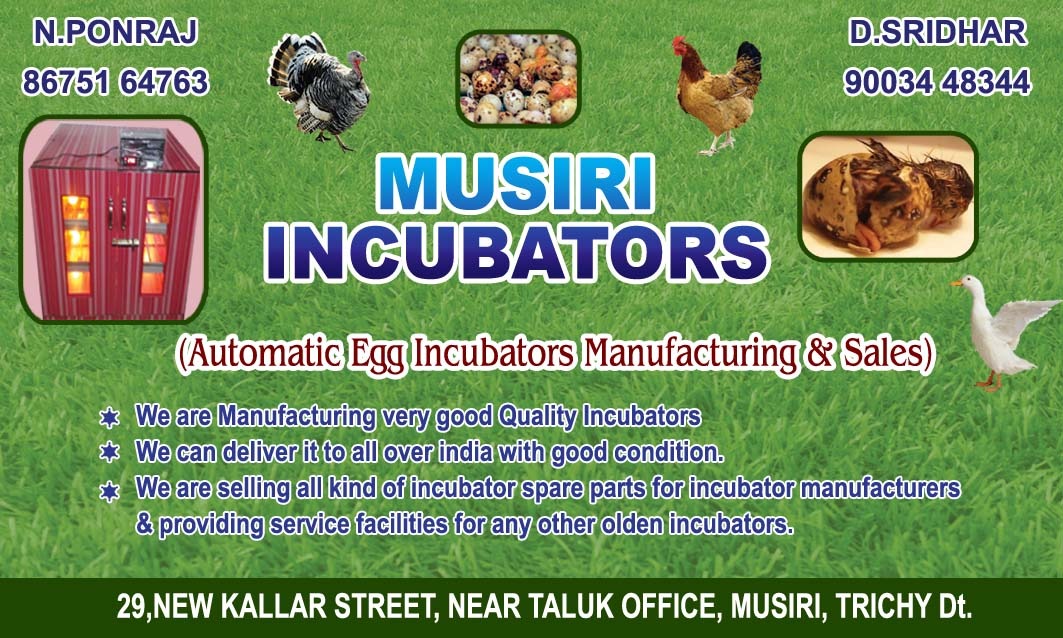 N.PONRAJ
86751 64763
D.SRIDHAR
90033 48344
MUSIRI
INCUBATORS
(Automatic Egg Incubators Manufacturing & Sales)
We are Manufacturing very good Quality Incubators
We can deliver it to all over india with good condition.
We are selling all kind of incubator spare parts for incubator manufacturers
& providing service facilities for any other olden incubators.
29,NEW KALLAR STREET, NEAR TALUK OFFICE, MUSIRI, TRICHY Dt.